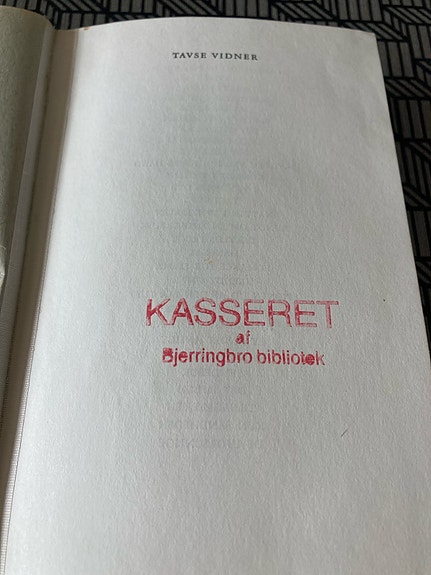 TAVSE VIDNER
KASSERET
af
Bjerringbro bibliotek